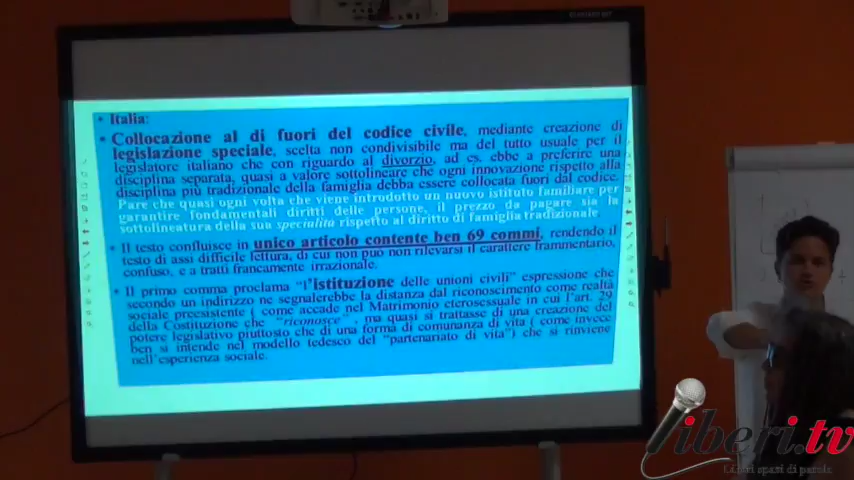 • Italia:
• Collocazione al di fuori del codice civile, mediante creazione di
legislazione speciale, scelta non condivisibile ma del tutto usuale per il
legislatore italiano che con riguardo al divorzio, ad es. ebbe a preferire una
disciplina separata, quasi a valore sottolineare che ogni innovazione rispetto alla
disciplina più tradizionale della famiglia debba essere collocata fuori dal codice.
Pare che quasi ogni volta che viene introdotto un nuovo istituto familiare per
garantire fondamentali diritti delle persone, il prezzo da pagare sia la
sottolineatura della sua specialità rispetto al diritto di famiglia tradizionale.
• Il testo confluisce in unico articolo contente ben 69 commi, rendendo il
testo di assi difficile lettura, di cui non può non rilevarsi il carattere frammentario,
confuso, e a tratti francamente irrazionale.
• Il primo comma proclama "l'istituzione delle unioni civili" espressione che
secondo un indirizzo ne segnalerebbe la distanza dal riconoscimento come realtà
sociale preesistente ( come accade nel Matrimonio eterosessuale in cui l'art. 29
della Costituzione che "riconosce" , ma quasi si trattasse di una creazione del
potere legislativo piuttosto che di una forma di comunanza di vita ( come invece
ben si intende nel modello tedesco del "partenariato di vita") che si rinviene
nell'esperienza sociale.
liberi.tv
Liberi spazi di parola